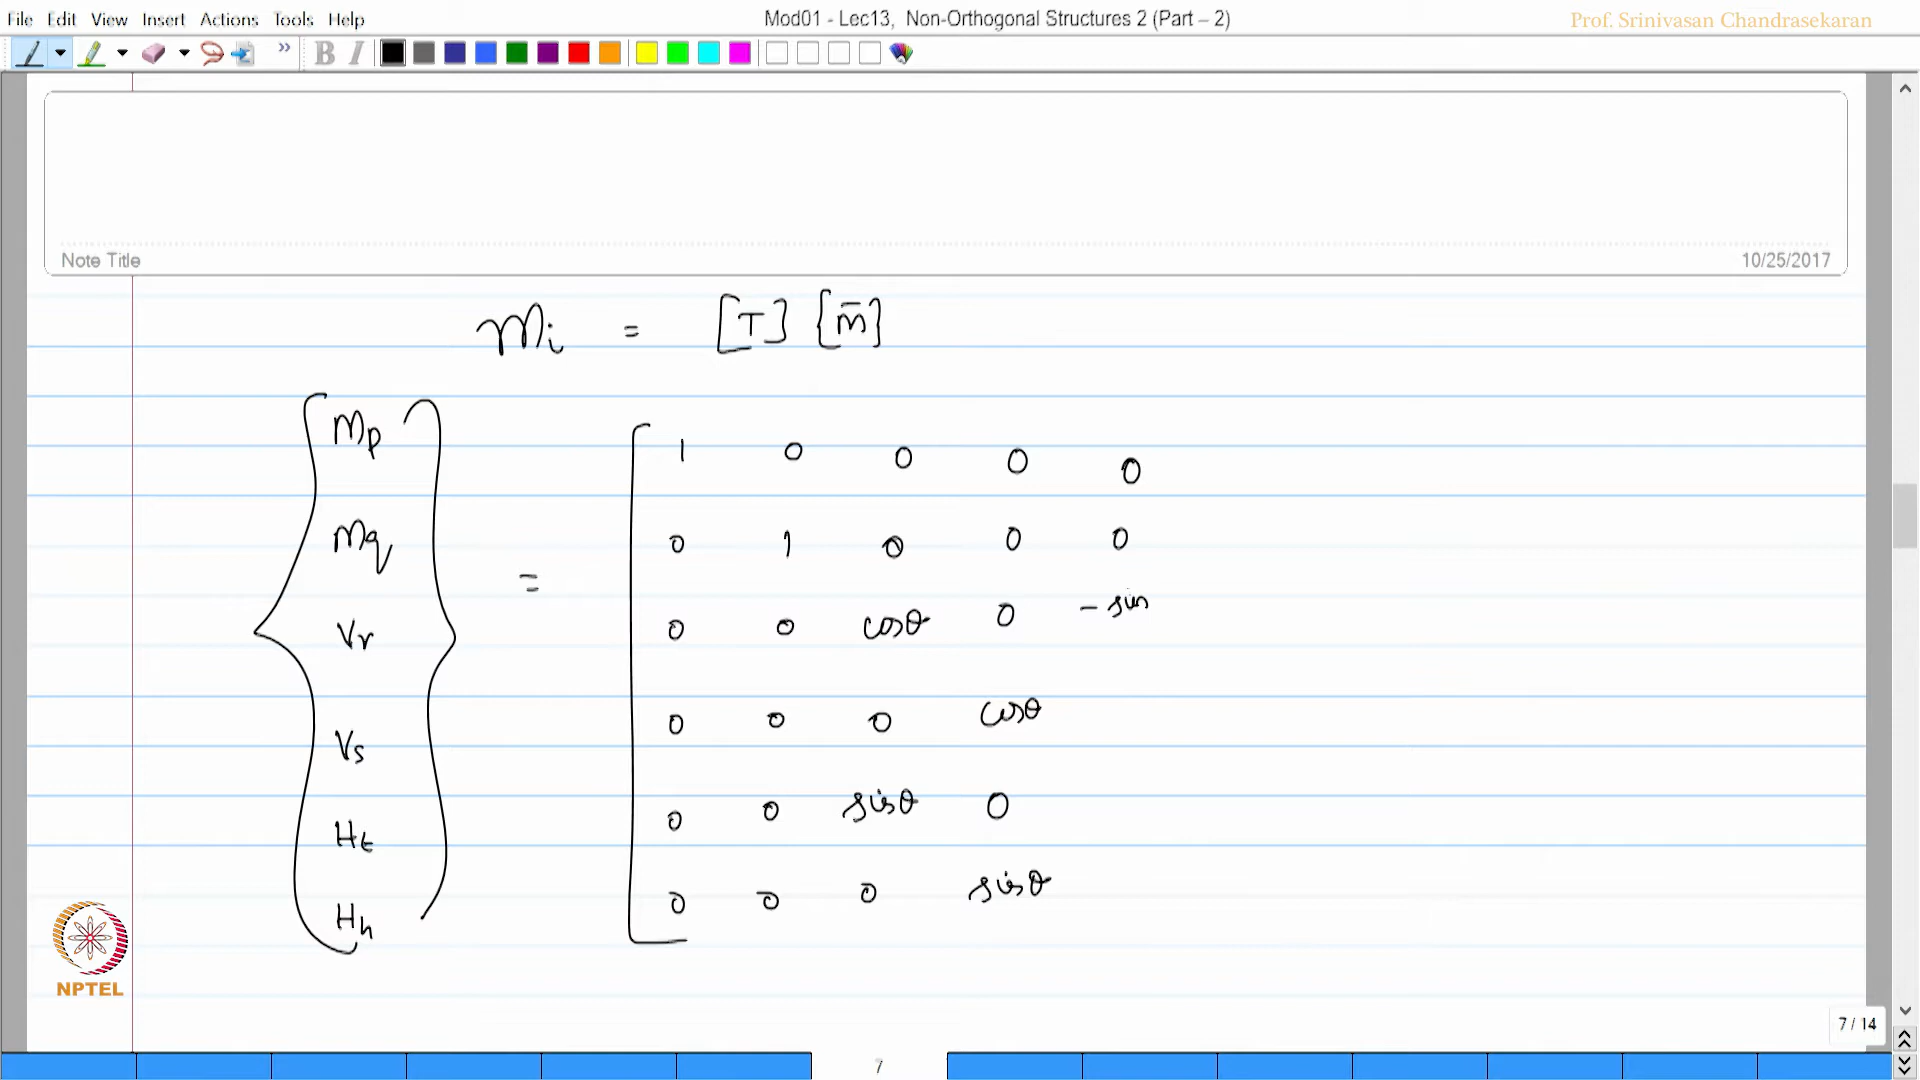 File Edit View Insert Actions Tools Help
Mod01 - Lec13, Non-Orthogonal Structures 2 (Part – 2)
Prof. Srinivasan Chandrasekaran
B I
Note Title
10/25/2017
Mi = [T] {m̄}
Mp
Mq
Vr
Vs
Ht
Hh
=
1 0 0 0 0
0 1 0 0 0
0 0 cosθ 0 - sin
0 0 0 cosθ
0 0 sinθ 0
0 0 0 sinθ
NPTEL
7 / 14
7